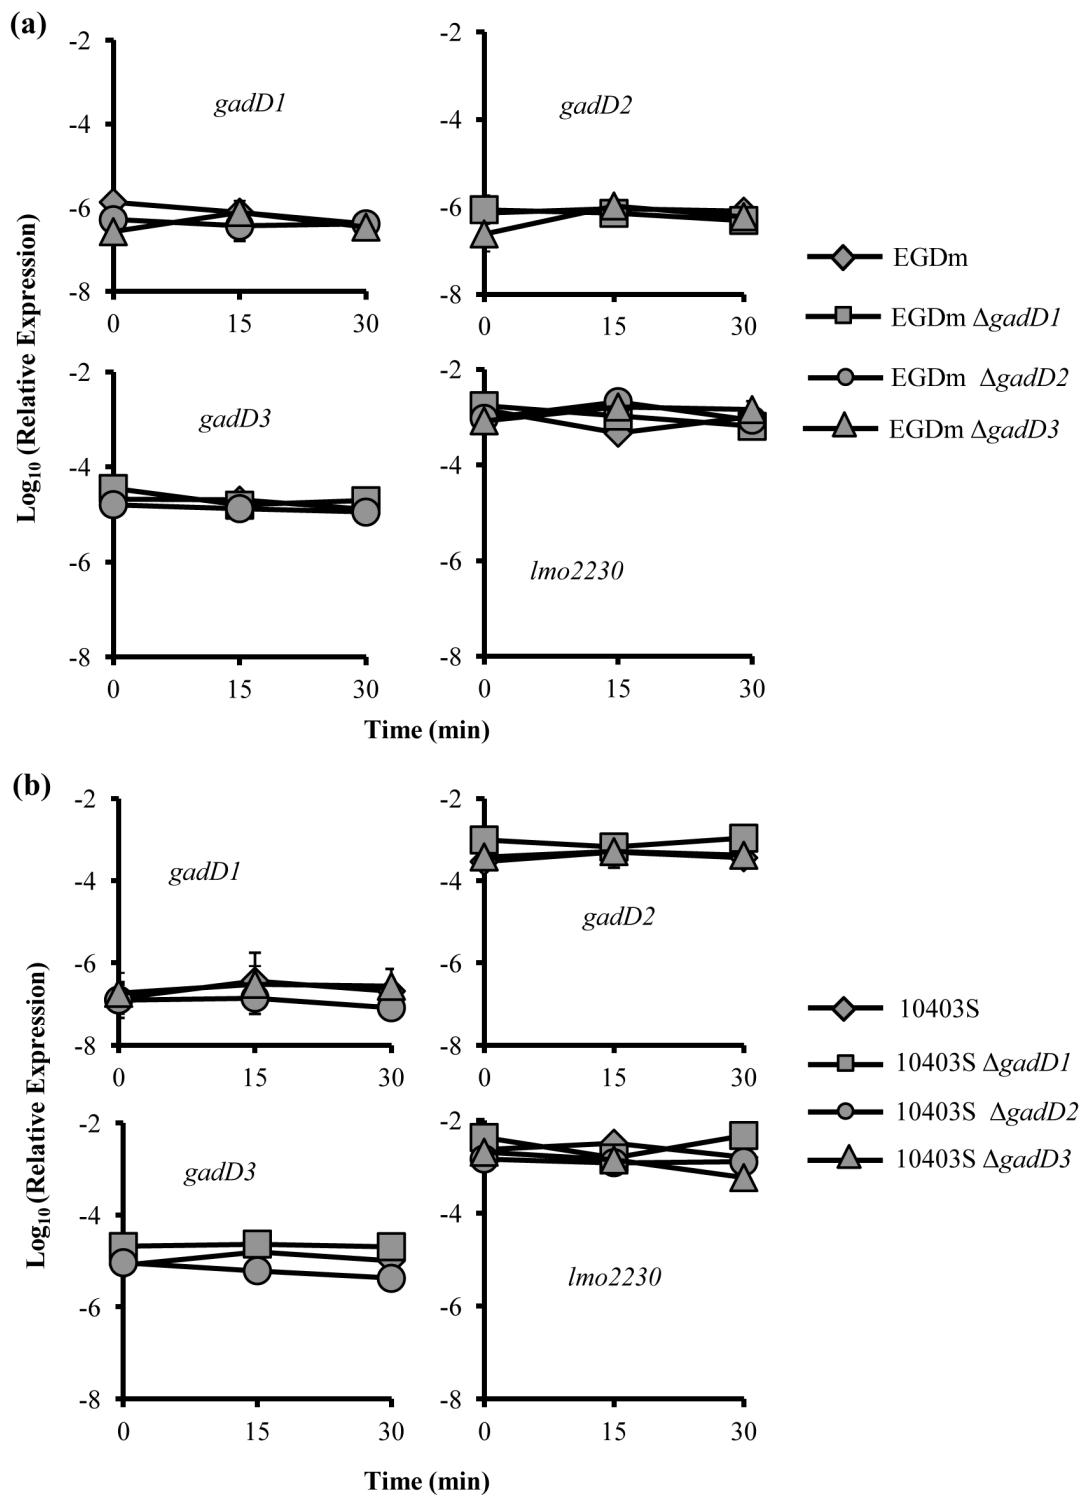 (a)
-2
-4
-6
-8
0
15
30
gadD1
-2
-4
-6
-8
0
15
30
gadD2
-2
-4
-6
-8
0
15
30
gadD3
-2
-4
-6
-8
0
15
30
lmo2230
Log10 (Relative Expression)
Time (min)
EGDm
EGDm ΔgadD1
EGDm ΔgadD2
EGDm ΔgadD3
(b)
-2
-4
-6
-8
0
15
30
gadD1
-2
-4
-6
-8
0
15
30
gadD2
-2
-4
-6
-8
0
15
30
gadD3
-2
-4
-6
-8
0
15
30
lmo2230
Log10 (Relative Expression)
Time (min)
10403S
10403S ΔgadD1
10403S ΔgadD2
10403S ΔgadD3